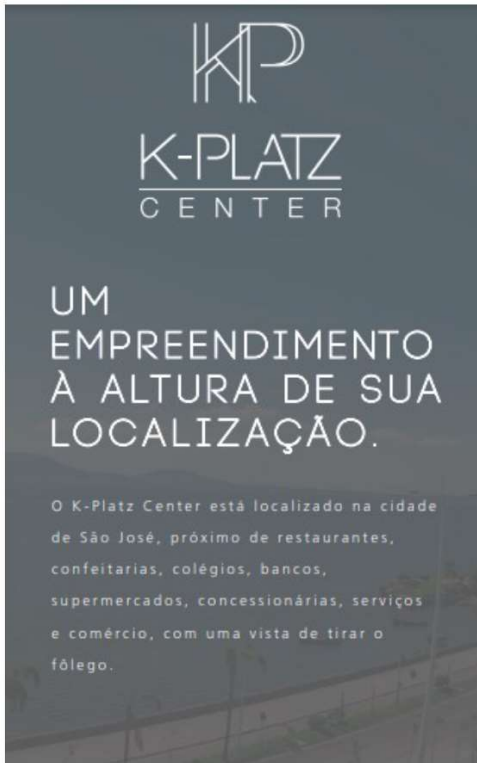 KP
K-PLATZ
CENTER
UM
EMPREENDIMENTO
À ALTURA DE SUA
LOCALIZAÇÃO.
O K-Platz Center está localizado na cidade
de São José, próximo de restaurantes,
confeitarias, colégios, bancos,
supermercados, concessionárias, serviços
e comércio, com uma vista de tirar o
fôlego.